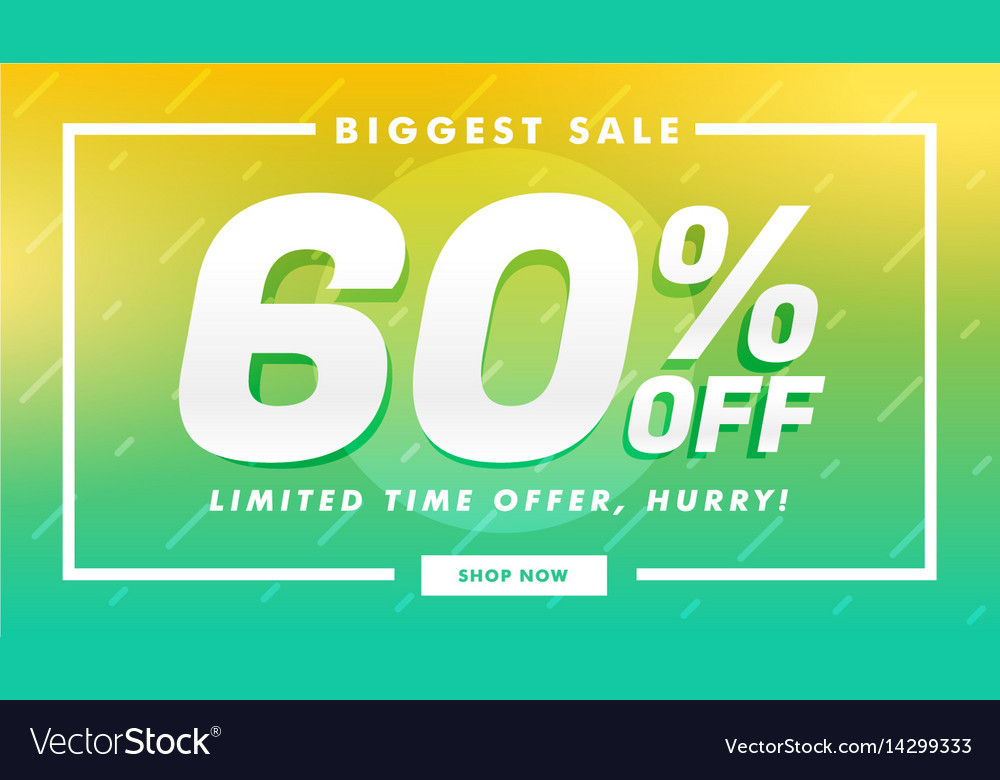 BIGGEST SALE
60%
OFF
LIMITED TIME OFFER, HURRY!
SHOP NOW
VectorStock®
VectorStock.com/14299333